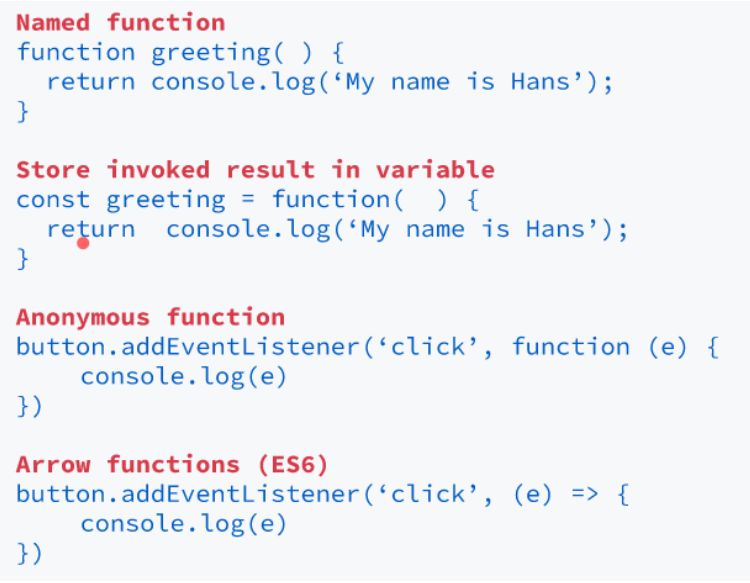 Named function
function greeting( ) {
  return console.log(‘My name is Hans’);
}
Store invoked result in variable
const greeting = function(  ) {
  return  console.log(‘My name is Hans’);
}
Anonymous function
button.addEventListener(‘click’, function (e) {
    console.log(e)
})
Arrow functions (ES6)
button.addEventListener(‘click’, (e) => {
    console.log(e)
})